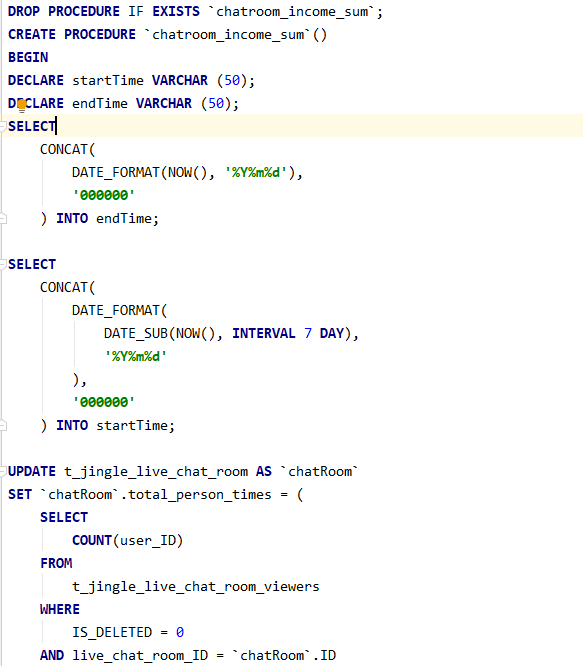 DROP PROCEDURE IF EXISTS `chatroom_income_sum`;
CREATE PROCEDURE `chatroom_income_sum`()
BEGIN
DECLARE startTime VARCHAR (50);
DECLARE endTime VARCHAR (50);
SELECT
    CONCAT(
        DATE_FORMAT(NOW(), '%Y%m%d'),
        '000000'
    ) INTO endTime;

SELECT
    CONCAT(
        DATE_FORMAT(
            DATE_SUB(NOW(), INTERVAL 7 DAY),
            '%Y%m%d'
        ),
        '000000'
    ) INTO startTime;

UPDATE t_jingle_live_chat_room AS `chatRoom`
SET `chatRoom`.total_person_times = (
    SELECT
        COUNT(user_ID)
    FROM
        t_jingle_live_chat_room_viewers
    WHERE
        IS_DELETED = 0
    AND live_chat_room_ID = `chatRoom`.ID